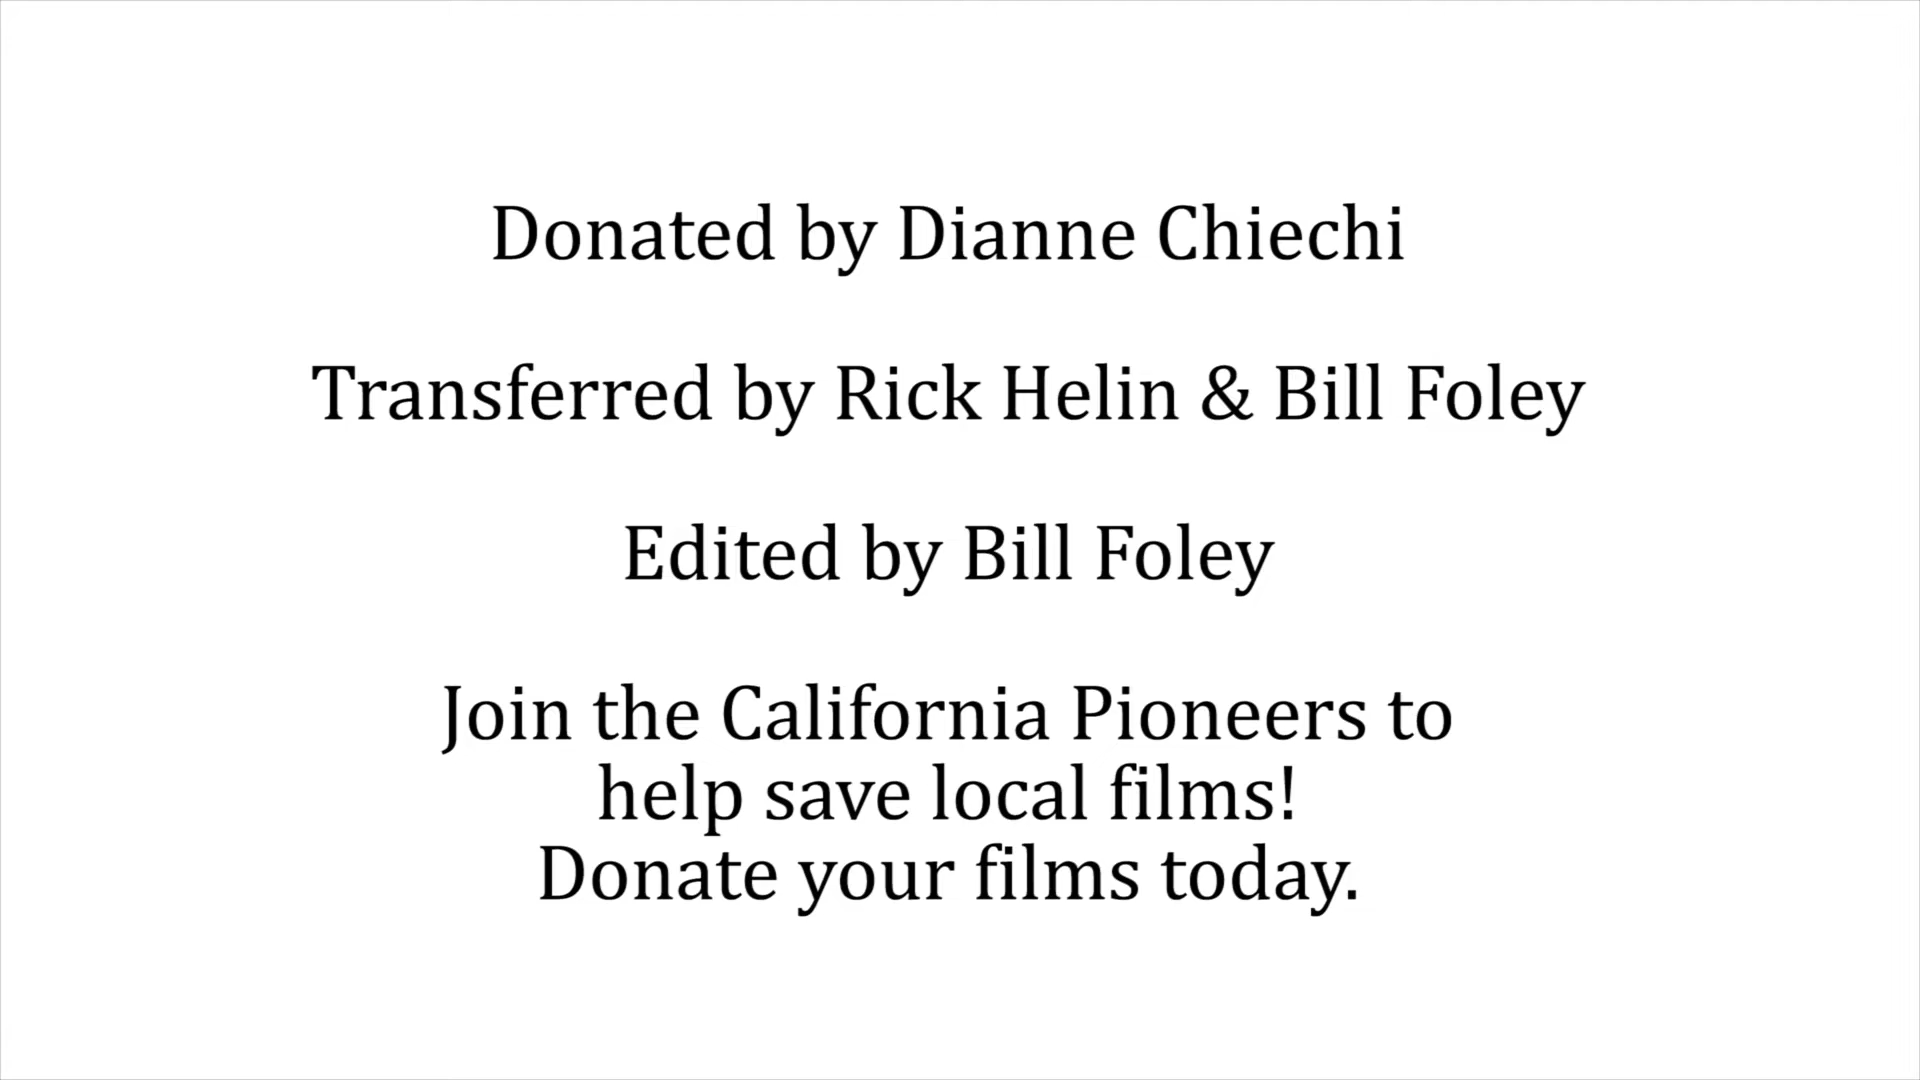 Donated by Dianne Chiechi
Transferred by Rick Helin & Bill Foley
Edited by Bill Foley
Join the California Pioneers to
help save local films!
Donate your films today.